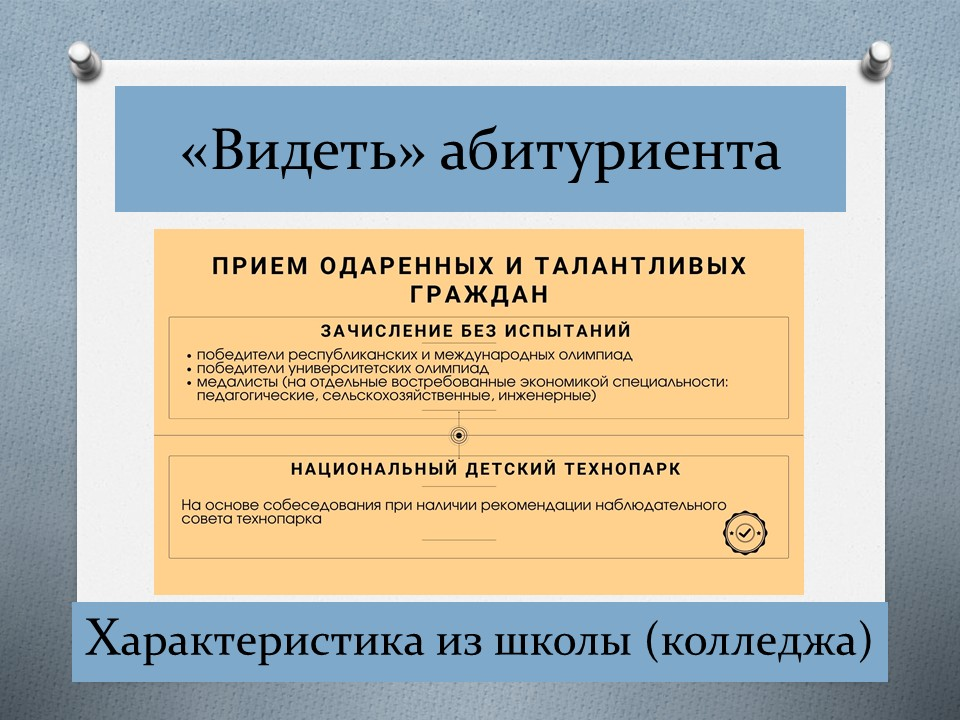 «Видеть» абитуриента
ПРИЕМ ОДАРЕННЫХ И ТАЛАНТЛИВЫХ
ГРАЖДАН
ЗАЧИСЛЕНИЕ БЕЗ ИСПЫТАНИЙ
• победители республиканских и международных олимпиад
• победители университетских олимпиад
• медалисты (на отдельные востребованные экономикой специальности:
педагогические, сельскохозяйственные, инженерные)
НАЦИОНАЛЬНЫЙ ДЕТСКИЙ ТЕХНОПАРК
На основе собеседования при наличии рекомендации наблюдательного
совета технопарка
Характеристика из школы (колледжа)